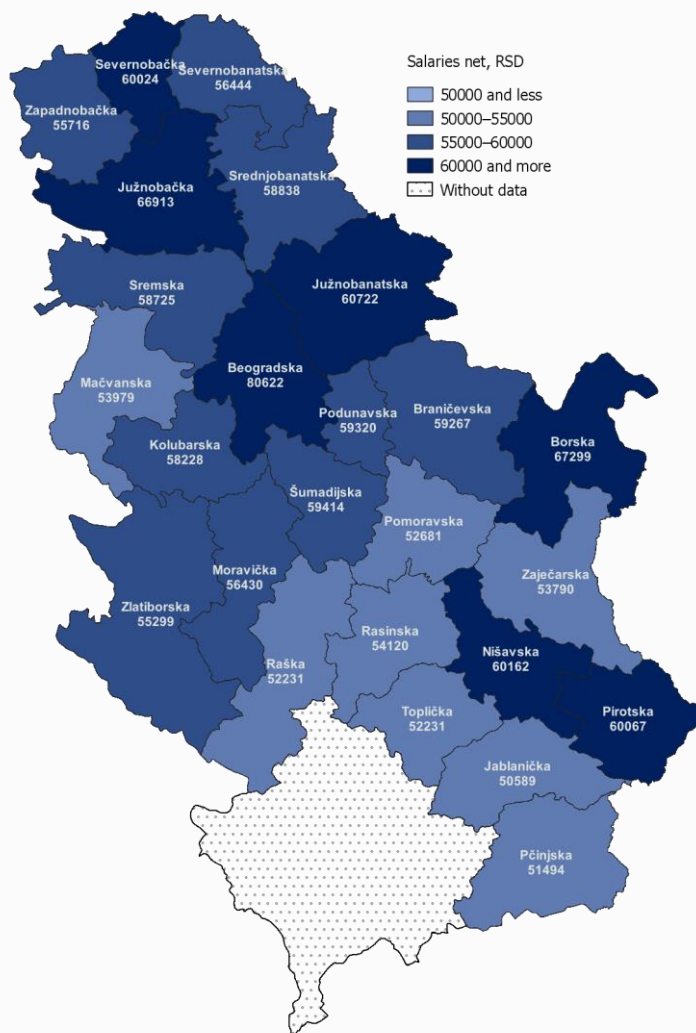 Severnobačka
60024
Severnobanatska
56444
Salaries net, RSD
50000 and less
50000–55000
55000–60000
60000 and more
Without data
Zapadnobačka
55716
Južnobačka
66913
Srednjobanatska
58838
Sremska
58725
Južnobanatska
60722
Mačvanska
53979
Beogradska
80622
Podunavska
59320
Braničevska
59267
Borska
67299
Kolubarska
58228
Šumadijska
59414
Pomoravska
52681
Zaječarska
53790
Moravička
56430
Zlatiborska
55299
Raška
52231
Rasinska
54120
Nišavska
60162
Pirotska
60067
Toplička
52231
Jablanička
50589
Pčinjska
51494